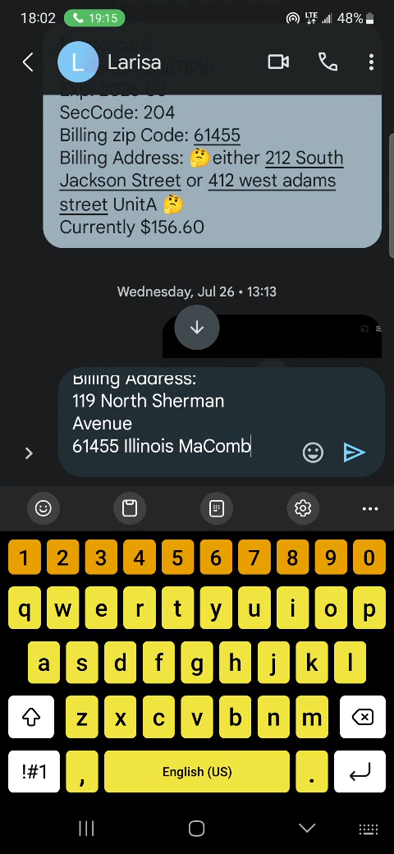 18:02 19:15 LTE 48%
L Larisa
SecCode: 204
Billing zip Code: 61455
Billing Address: 🤔either 212 South
Jackson Street or 412 west adams
street UnitA 🤔
Currently $156.60
Wednesday, Jul 26 • 13:13
Billing Address:
119 North Sherman
Avenue
61455 Illinois MaComb
1 2 3 4 5 6 7 8 9 0
q w e r t y u i o p
a s d f g h j k l
z x c v b n m
!#1 , English (US) .